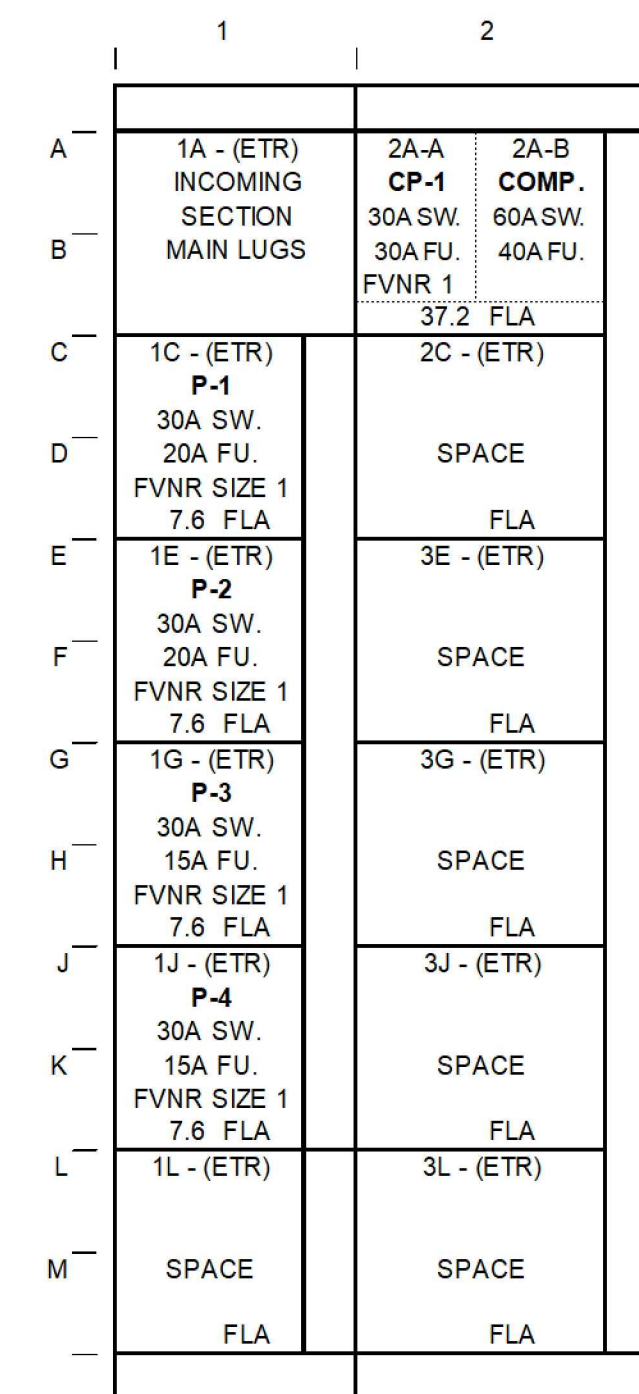 1
2
A
B
C
D
E
F
G
H
J
K
L
M
1A - (ETR)
INCOMING
SECTION
MAIN LUGS
1C - (ETR)
P-1
30A SW.
20A FU.
FVNR SIZE 1
7.6 FLA
1E - (ETR)
P-2
30A SW.
20A FU.
FVNR SIZE 1
7.6 FLA
1G - (ETR)
P-3
30A SW.
15A FU.
FVNR SIZE 1
7.6 FLA
1J - (ETR)
P-4
30A SW.
15A FU.
FVNR SIZE 1
7.6 FLA
1L - (ETR)
SPACE
FLA
2A-A
CP-1
30A SW.
30A FU.
FVNR 1
2A-B
COMP.
60A SW.
40A FU.
37.2 FLA
2C - (ETR)
SPACE
FLA
3E - (ETR)
SPACE
FLA
3G - (ETR)
SPACE
FLA
3J - (ETR)
SPACE
FLA
3L - (ETR)
SPACE
FLA